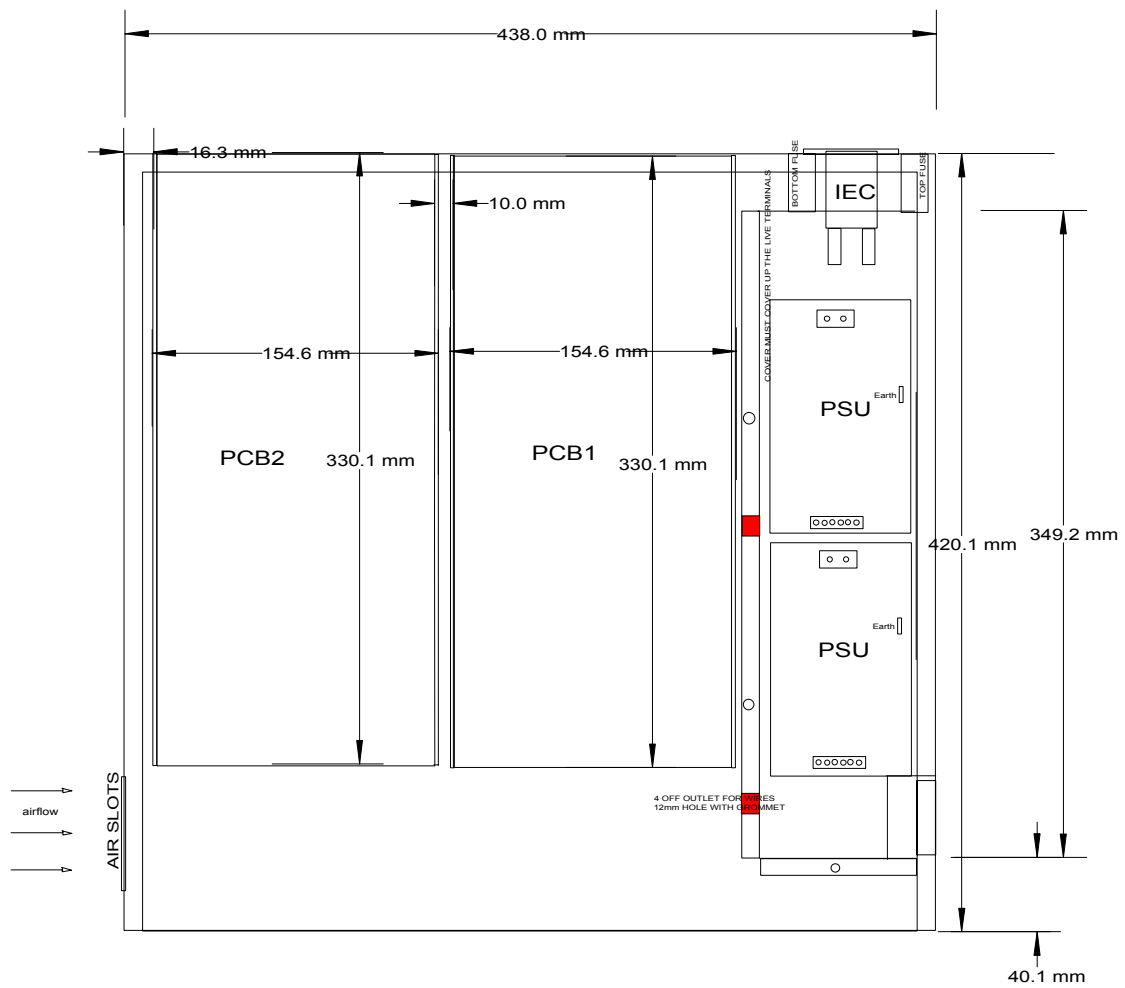 438.0 mm
16.3 mm
10.0 mm
BOTTOM FUSE
IEC
TOP FUSE
COVER MUST COVER UP THE LIVE TERMINALS
154.6 mm
154.6 mm
Earth
PSU
PCB2
330.1 mm
PCB1
330.1 mm
420.1 mm
349.2 mm
Earth
PSU
AIR SLOTS
airflow
4 OFF OUTLET FOR WIRES
12mm HOLE WITH GROMMET
40.1 mm